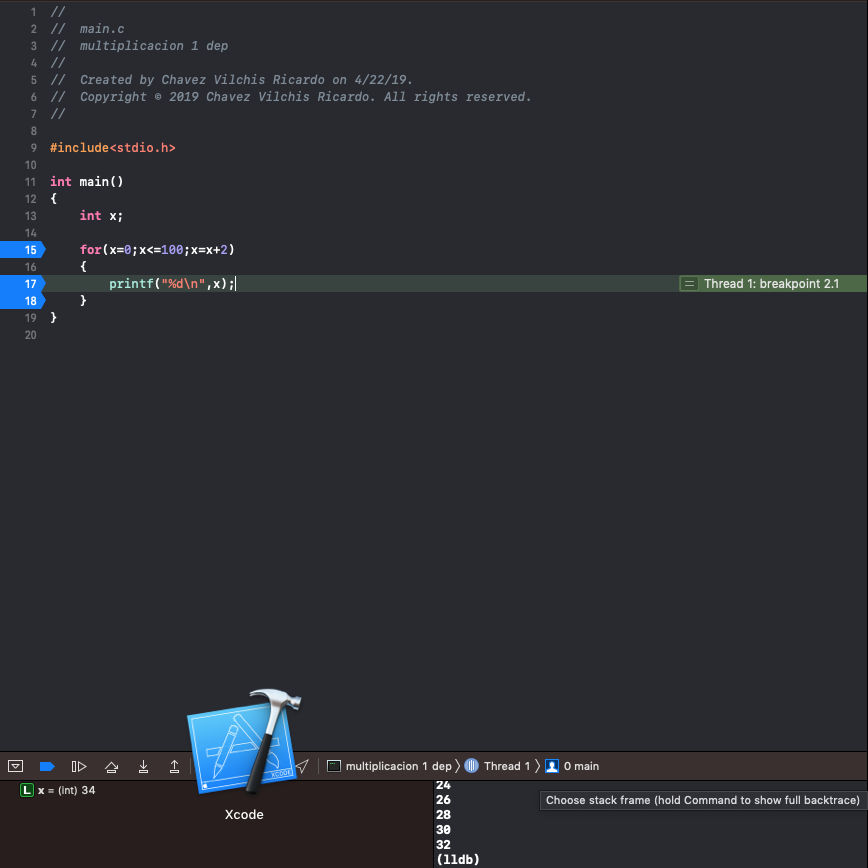 1 //
2 //  main.c
3 //  multiplicacion 1 dep
4 //
5 //  Created by Chavez Vilchis Ricardo on 4/22/19.
6 //  Copyright © 2019 Chavez Vilchis Ricardo. All rights reserved.
7 //
8
9 #include<stdio.h>
10
11 int main()
12 {
13     int x;
14
15     for(x=0;x<=100;x=x+2)
16     {
17         printf("%d\n",x); Thread 1: breakpoint 2.1
18     }
19 }
20
XCODE
Xcode
multiplicacion 1 dep Thread 1 0 main
L x = (int) 34
24
26
28
30
32
(lldb)
Choose stack frame (hold Command to show full backtrace)